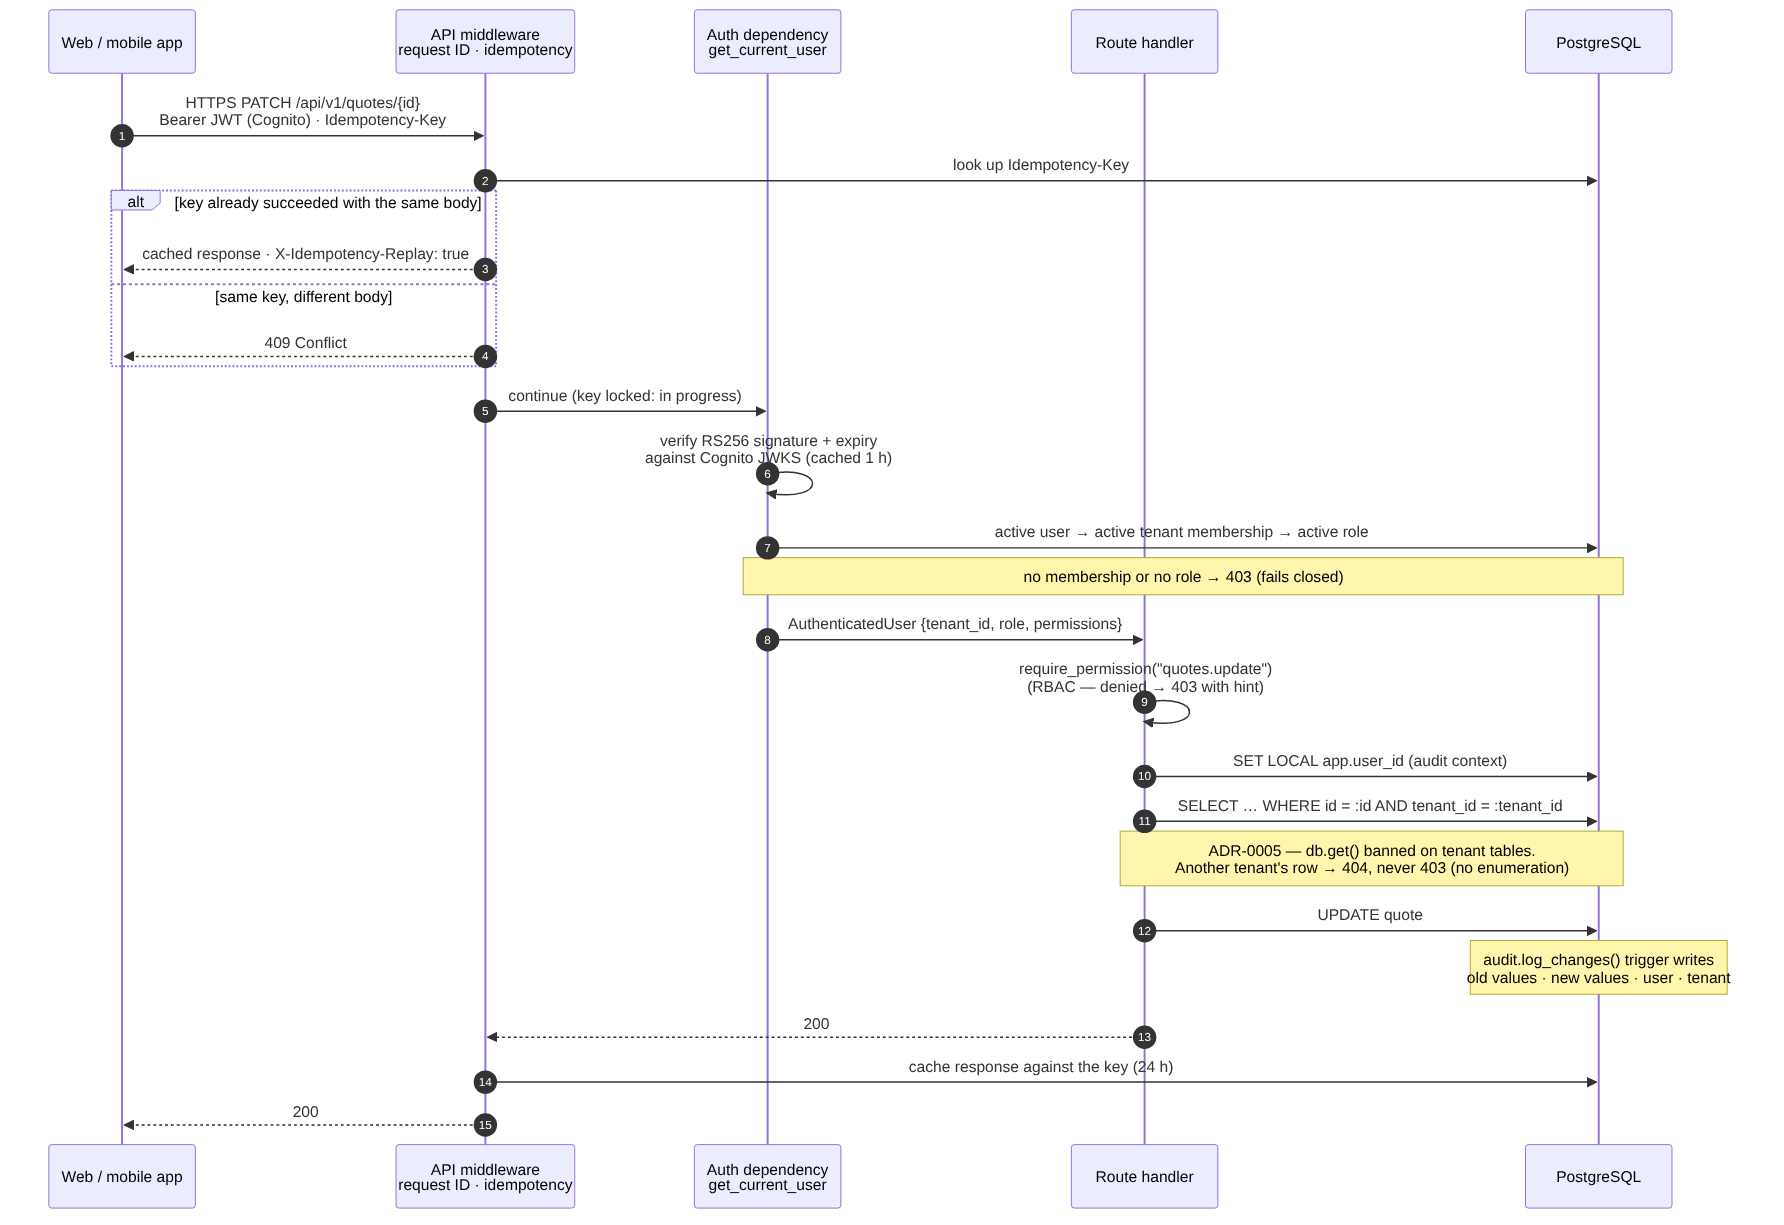 Web / mobile app
API middleware
request ID · idempotency
Auth dependency
get_current_user
Route handler
PostgreSQL
HTTPS PATCH /api/v1/quotes/{id}
Bearer JWT (Cognito) · Idempotency-Key
1
look up Idempotency-Key
2
alt
[key already succeeded with the same body]
cached response · X-Idempotency-Replay: true
3
[same key, different body]
409 Conflict
4
continue (key locked: in progress)
5
verify RS256 signature + expiry
against Cognito JWKS (cached 1 h)
6
active user → active tenant membership → active role
7
no membership or no role → 403 (fails closed)
AuthenticatedUser {tenant_id, role, permissions}
8
require_permission("quotes.update")
(RBAC — denied → 403 with hint)
9
SET LOCAL app.user_id (audit context)
10
SELECT … WHERE id = :id AND tenant_id = :tenant_id
11
ADR-0005 — db.get() banned on tenant tables.
Another tenant's row → 404, never 403 (no enumeration)
UPDATE quote
12
audit.log_changes() trigger writes
old values · new values · user · tenant
200
13
cache response against the key (24 h)
14
200
15
Web / mobile app
API middleware
request ID · idempotency
Auth dependency
get_current_user
Route handler
PostgreSQL